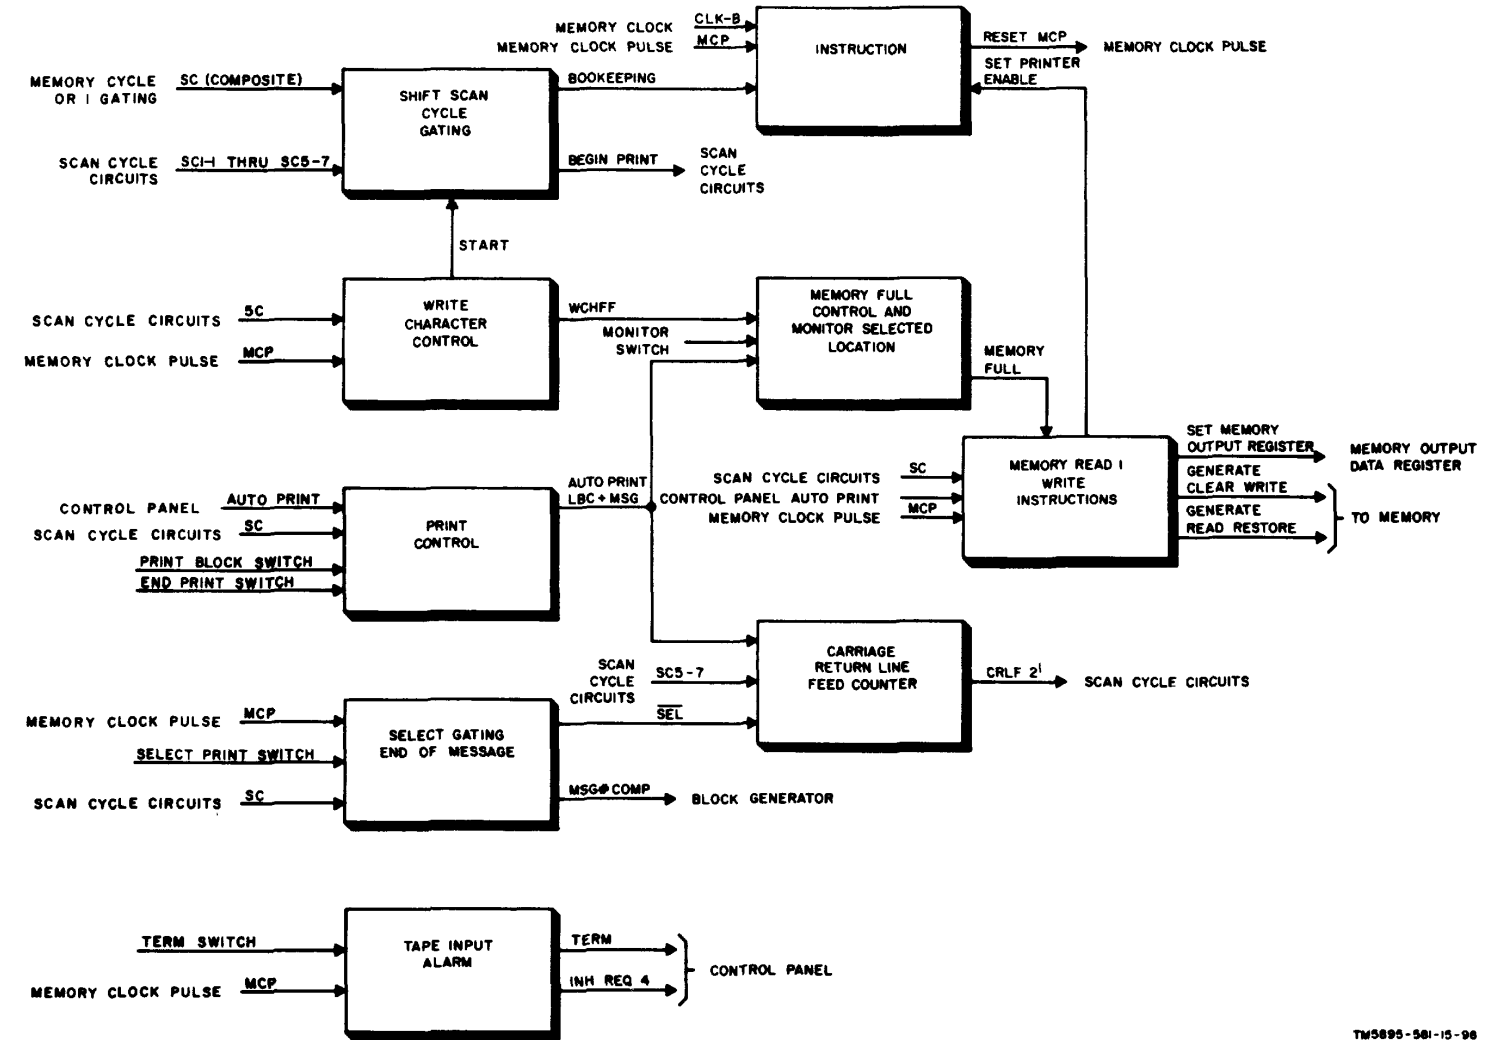 MEMORY CLOCK CLK-B
MEMORY CLOCK PULSE MCP
INSTRUCTION
RESET MCP
MEMORY CLOCK PULSE
SET PRINTER
ENABLE
MEMORY CYCLE
OR 1 GATING
SC (COMPOSITE)
SHIFT SCAN
CYCLE
GATING
BOOKEEPING
SCAN CYCLE
CIRCUITS
SC1-1 THRU SC5-7
BEGIN PRINT
SCAN
CYCLE
CIRCUITS
START
SCAN CYCLE CIRCUITS SC
MEMORY CLOCK PULSE MCP
WRITE
CHARACTER
CONTROL
WCHFF
MONITOR
SWITCH
MEMORY FULL
CONTROL AND
MONITOR SELECTED
LOCATION
MEMORY
FULL
CONTROL PANEL AUTO PRINT
SCAN CYCLE CIRCUITS SC
PRINT BLOCK SWITCH
END PRINT SWITCH
PRINT
CONTROL
AUTO PRINT
LBC+MSG
SCAN CYCLE CIRCUITS SC
CONTROL PANEL AUTO PRINT
MEMORY CLOCK PULSE MCP
MEMORY READ 1
WRITE
INSTRUCTIONS
SET MEMORY
OUTPUT REGISTER
MEMORY OUTPUT
DATA REGISTER
GENERATE
CLEAR WRITE
GENERATE
READ RESTORE
TO MEMORY
SCAN
CYCLE
CIRCUITS
SC5-7
CARRIAGE
RETURN LINE
FEED COUNTER
CRLF 2¹
SCAN CYCLE CIRCUITS
MEMORY CLOCK PULSE MCP
SELECT PRINT SWITCH
SCAN CYCLE CIRCUITS SC
SELECT GATING
END OF MESSAGE
SEL
MSG#COMP
BLOCK GENERATOR
TERM SWITCH
MEMORY CLOCK PULSE MCP
TAPE INPUT
ALARM
TERM
INH REQ 4
CONTROL PANEL
TM5895-581-15-96